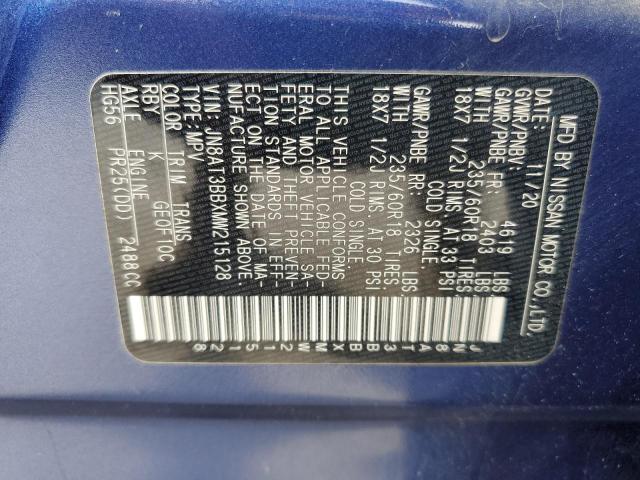 MFD BY NISSAN MOTOR CO., LTD.
DATE: 11/20
GVWR/PNBV: 4619 LBS.
GAWR/PNBE FR: 2403 LBS.
WITH 235/60R18 TIRES.
18X7 1/2J RIMS. AT 33 PSI
COLD SINGLE.
GAWR/PNBE RR: 2326 LBS.
WITH 235/60R18 TIRES.
18X7 1/2J RIMS. AT 30 PSI
COLD SINGLE.
THIS VEHICLE CONFORMS
TO ALL APPLICABLE FED
ERAL MOTOR VEHICLE SA-
FETY AND THEFT PREVEN-
TION STANDARDS IN EFF-
ECT ON THE DATE OF MA-
NUFACTURE SHOWN ABOVE.
VIN: JN8AT3BBXMW215128
TYPE: MPV
COLOR TRIM TRANS
RBY K GE0F10C
AXLE ENGINE
HG56 PR25(DD) 2488CC
JN8AT3BBXMW215128